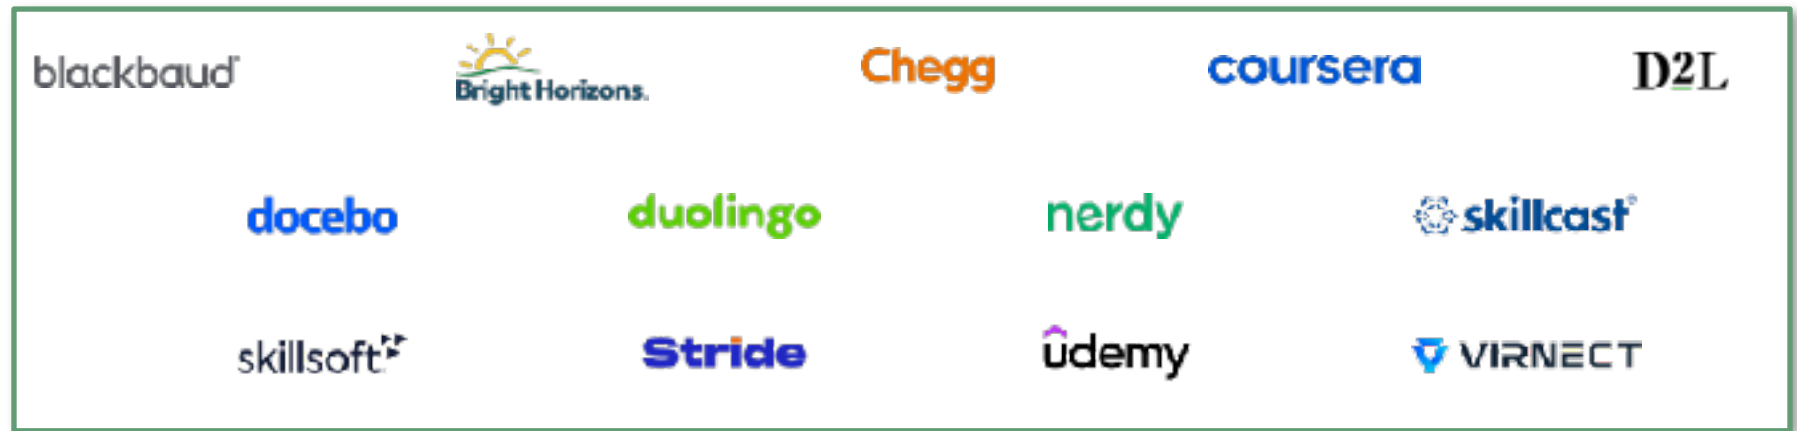 blackbaud® Bright Horizons. Chegg coursera D2L
docebo duolingo nerdy skillcast®
skillsoft Stride udemy VIRNECT